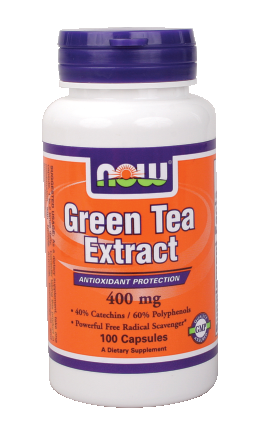 NOW
Green Tea
Extract
ANTIOXIDANT PROTECTION
400 mg
• 40% Catechins / 60% Polyphenols
• Powerful Free Radical Scavenger*
100 Capsules
A Dietary Supplement
GMP